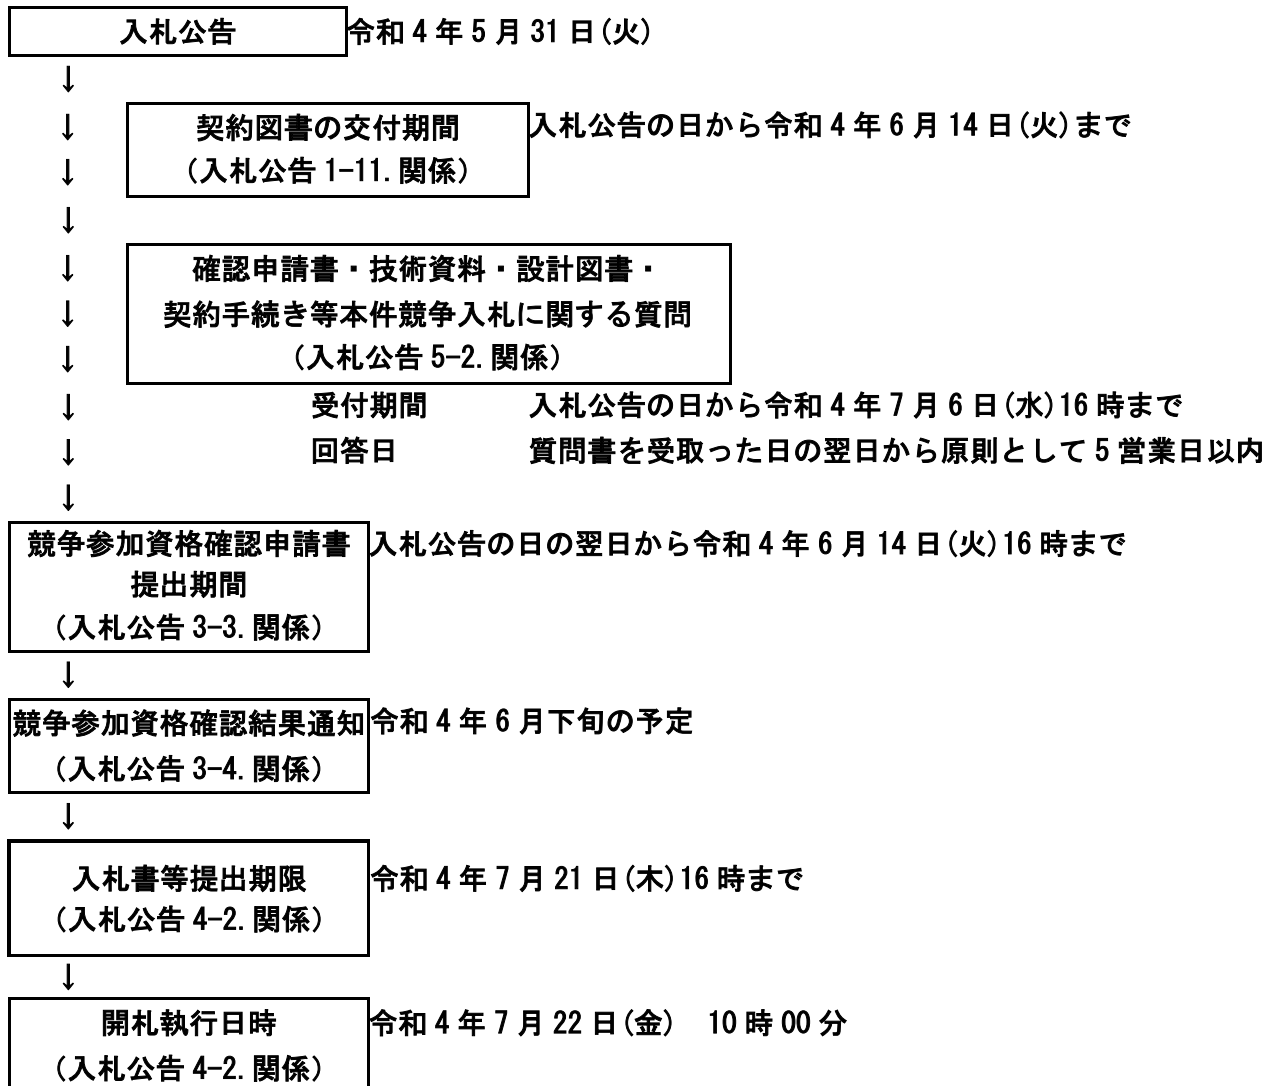 入札公告 令和4年5月31日(火)
↓
↓ 契約図書の交付期間 入札公告の日から令和4年6月14日(火)まで
↓ (入札公告1-11.関係)
↓
↓ 確認申請書・技術資料・設計図書・
↓ 契約手続き等本件競争入札に関する質問
↓ (入札公告5-2.関係)
↓ 受付期間 入札公告の日から令和4年7月6日(水)16時まで
↓ 回答日 質問書を受取った日の翌日から原則として5営業日以内
↓
競争参加資格確認申請書 入札公告の日の翌日から令和4年6月14日(火)16時まで
提出期間
(入札公告3-3.関係)
↓
競争参加資格確認結果通知 令和4年6月下旬の予定
(入札公告3-4.関係)
↓
入札書等提出期限 令和4年7月21日(木)16時まで
(入札公告4-2.関係)
↓
開札執行日時 令和4年7月22日(金) 10時00分
(入札公告4-2.関係)